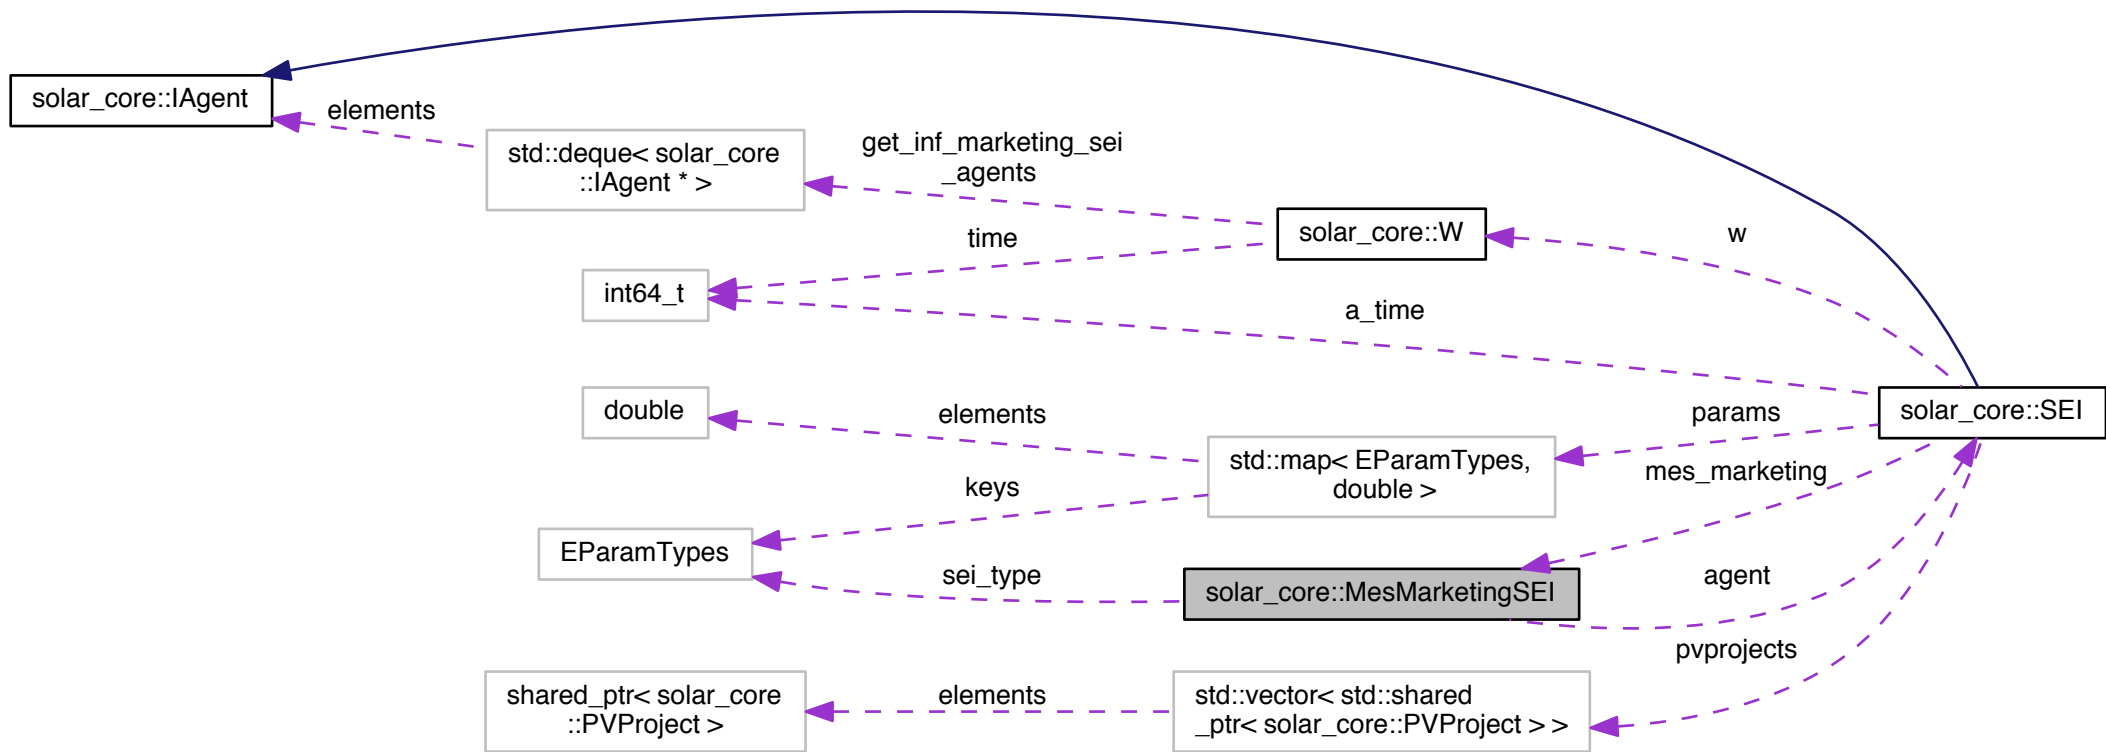 solar_core::IAgent
elements
std::deque< solar_core
::IAgent * >
get_inf_marketing_sei
_agents
solar_core::W
w
time
int64_t
a_time
double
elements
params
solar_core::SEI
std::map< EParamTypes,
double >
mes_marketing
keys
EParamTypes
sei_type
solar_core::MesMarketingSEI
agent
pvprojects
shared_ptr< solar_core
::PVProject >
elements
std::vector< std::shared
_ptr< solar_core::PVProject > >